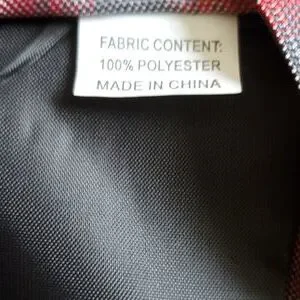 FABRIC CONTENT:
100% POLYESTER
MADE IN CHINA